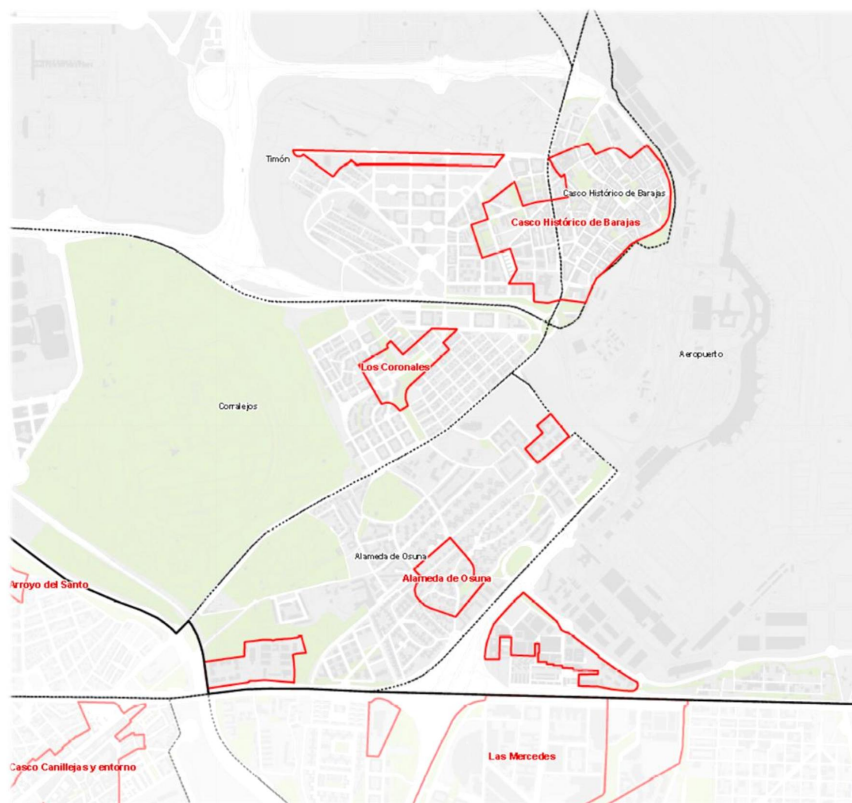 Timón
Casco Histórico de Barajas
Casco Histórico de Barajas
Aeropuerto
Los Coronales
Corralejos
Alameda de Osuna
Alameda de Osuna
Arroyo del Santo
Las Mercedes
Casco Canillejas y entorno